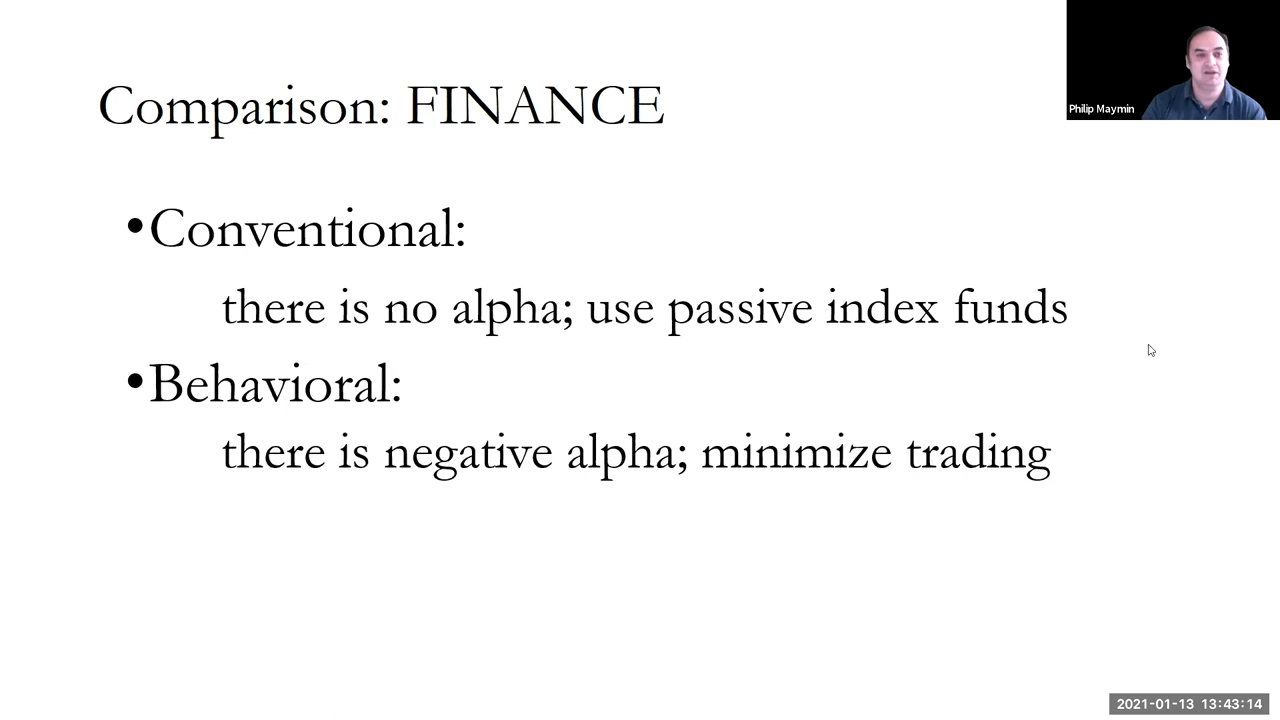 Philip Maymin
Comparison: FINANCE
•Conventional:
there is no alpha; use passive index funds
•Behavioral:
there is negative alpha; minimize trading
2021-01-13 13:43:14